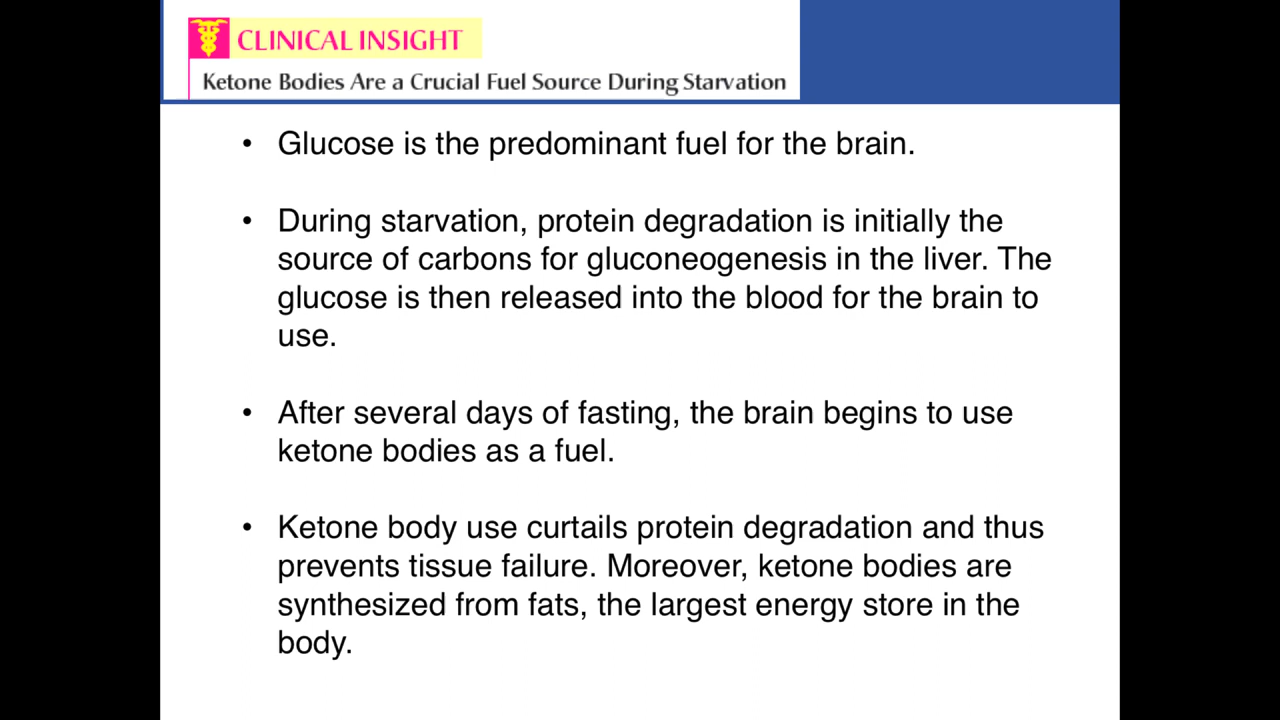 CLINICAL INSIGHT
Ketone Bodies Are a Crucial Fuel Source During Starvation
• Glucose is the predominant fuel for the brain.
• During starvation, protein degradation is initially the
source of carbons for gluconeogenesis in the liver. The
glucose is then released into the blood for the brain to
use.
• After several days of fasting, the brain begins to use
ketone bodies as a fuel.
• Ketone body use curtails protein degradation and thus
prevents tissue failure. Moreover, ketone bodies are
synthesized from fats, the largest energy store in the
body.